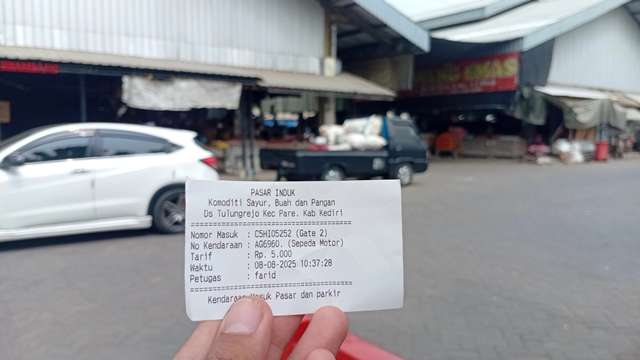 PASAR INDUK
Komoditi Sayur, Buah dan Pangan
Ds Tulungrejo Kec Pare. Kab Kediri
================================
Nomor Masuk : C5HI05252 (Gate 2)
No Kendaraan : AG6960. (Sepeda Motor)
Tarif : Rp. 5.000
Waktu : 08-08-2025 10:37:28
Petugas : farid
================================
Kendaraan Masuk Pasar dan parkir